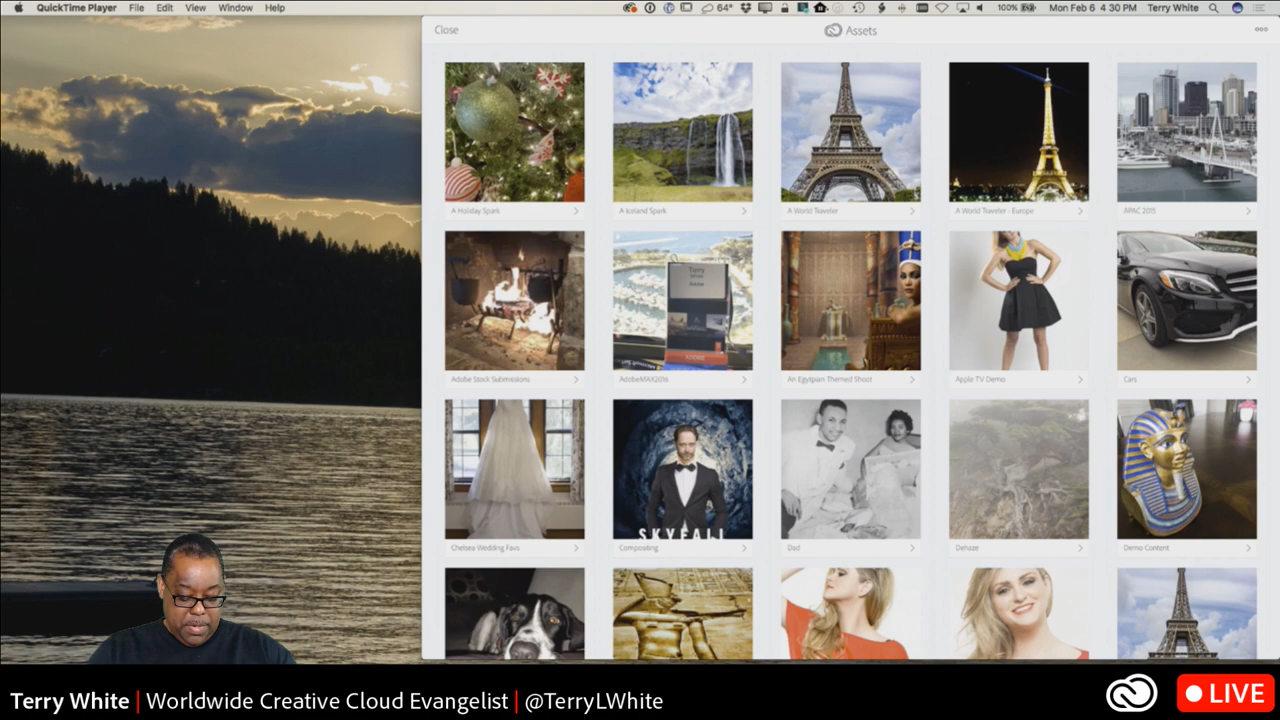 QuickTime Player File Edit View Window Help 64° 100% Mon Feb 6 4 30 PM Terry White
Close Assets
A Holiday Spark A Iceland Spark A World Traveler A World Traveler - Europe APAC 2015
Terry
Adobe
ADOBE
Adobe Stock Submissions AdobeMAX2016 An Egyptian Themed Shoot Apple TV Demo Cars
SKYFALL
Chelsea Wedding Favs Compositing Dad Dehaze Demo Content
Terry White | Worldwide Creative Cloud Evangelist | @TerryLWhite
LIVE